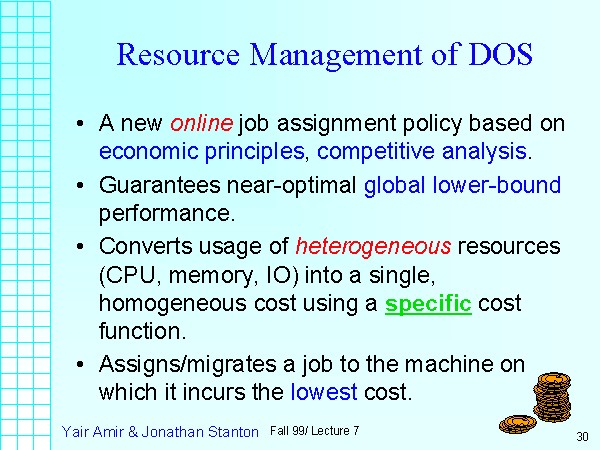 Resource Management of DOS
• A new online job assignment policy based on
economic principles, competitive analysis.
• Guarantees near-optimal global lower-bound
performance.
• Converts usage of heterogeneous resources
(CPU, memory, IO) into a single,
homogeneous cost using a specific cost
function.
• Assigns/migrates a job to the machine on
which it incurs the lowest cost.
Yair Amir & Jonathan Stanton Fall 99/ Lecture 7
30